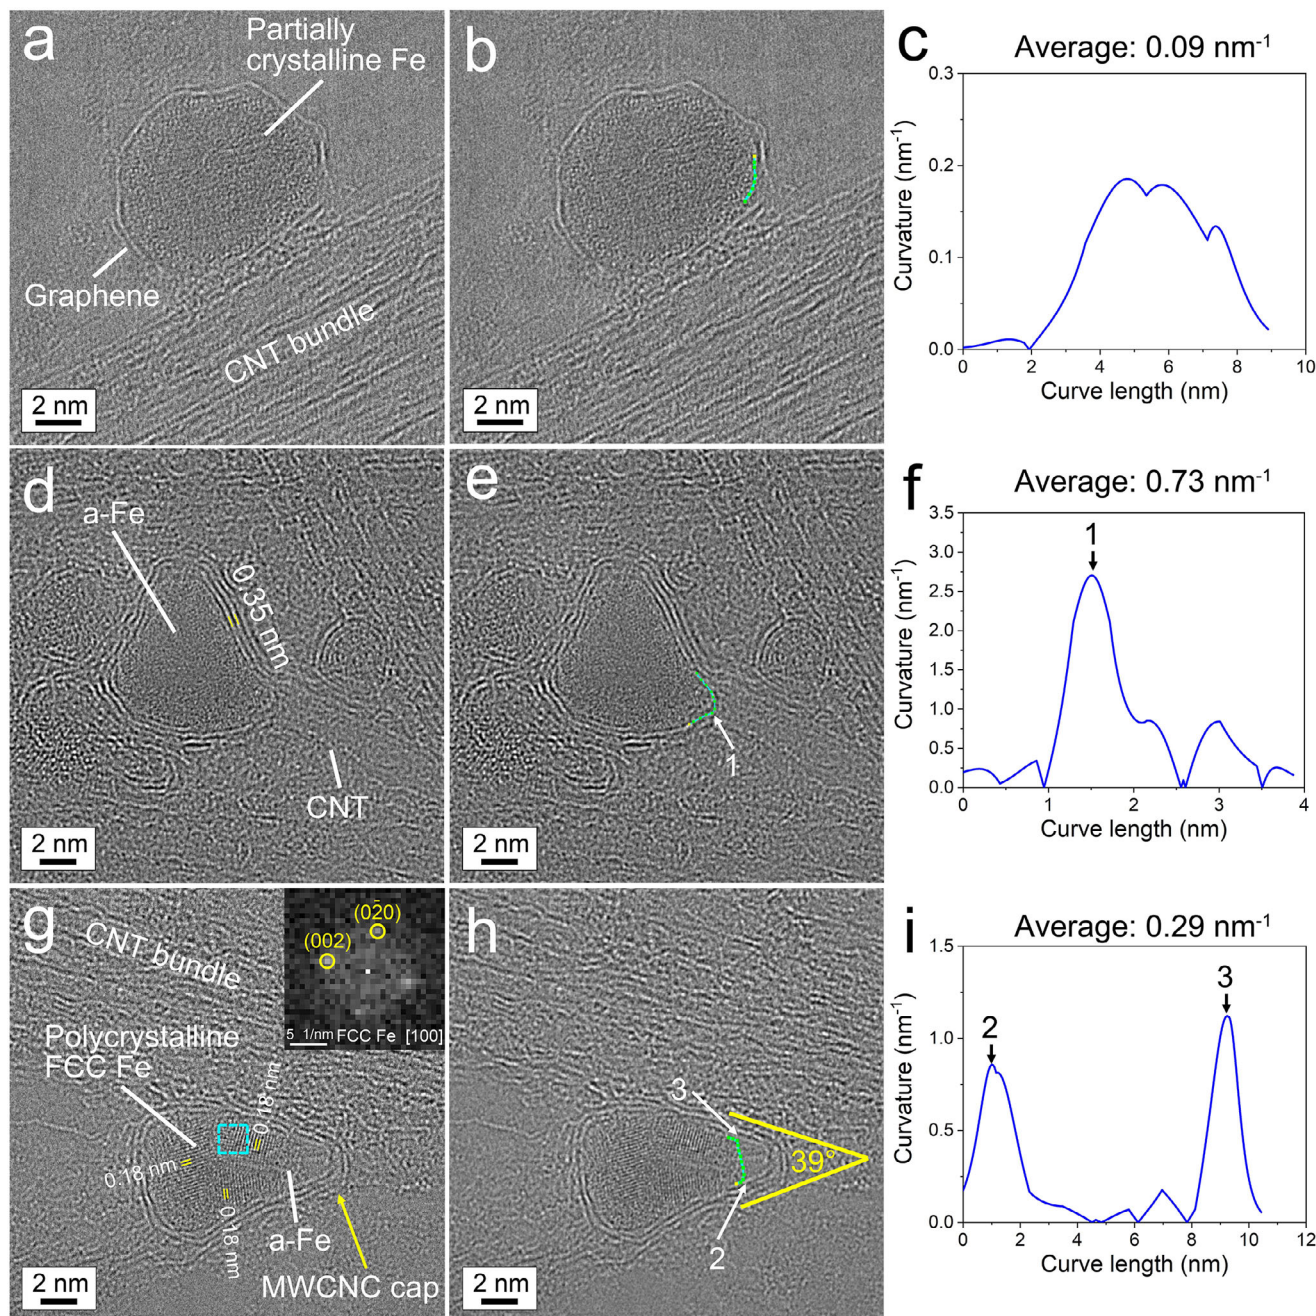 a
Partially
crystalline Fe
Graphene
CNT bundle
2 nm
b
2 nm
c
Average: 0.09 nm⁻¹
Curvature (nm⁻¹)
0.3
0.2
0.1
0.0
0 2 4 6 8 10
Curve length (nm)
d
a-Fe
0.35 nm
CNT
2 nm
e
1
2 nm
f
Average: 0.73 nm⁻¹
Curvature (nm⁻¹)
3.5
3.0
2.5
2.0
1.5
1.0
0.5
0.0
1
0 1 2 3 4
Curve length (nm)
g
CNT bundle
(002)
(02̄0)
5 1/nm FCC Fe [100]
Polycrystalline
FCC Fe
0.18 nm
0.18 nm
0.18 nm
a-Fe
MWCNC cap
2 nm
h
3
39°
2
2 nm
i
Average: 0.29 nm⁻¹
Curvature (nm⁻¹)
1.5
1.0
0.5
0.0
2
3
0 2 4 6 8 10 12
Curve length (nm)